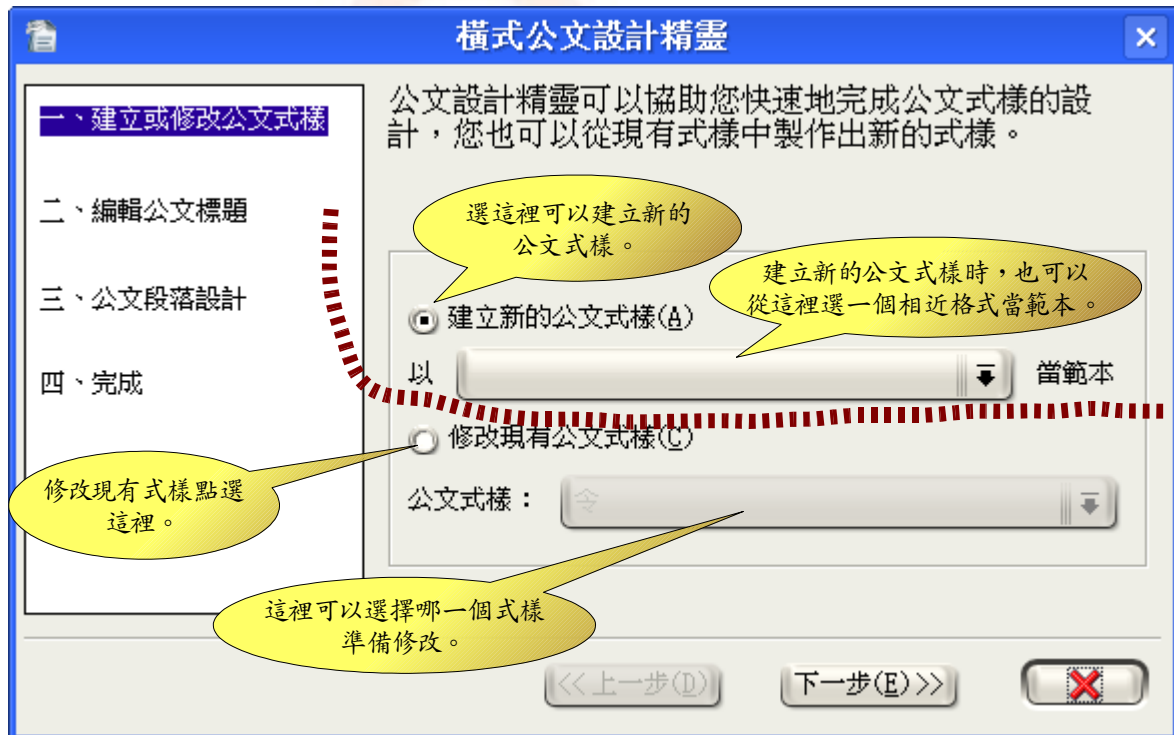 橫式公文設計精靈
一、建立或修改公文式樣
二、編輯公文標題
三、公文段落設計
四、完成
公文設計精靈可以協助您快速地完成公文式樣的設
計，您也可以從現有式樣中製作出新的式樣。
選這裡可以建立新的
公文式樣。
建立新的公文式樣時，也可以
從這裡選一個相近格式當範本。
建立新的公文式樣(A)
以
當範本
修改現有公文式樣(C)
修改現有式樣點選
這裡。
公文式樣：
令
這裡可以選擇哪一個式樣
準備修改。
<<上一步(D)
下一步(E)>>